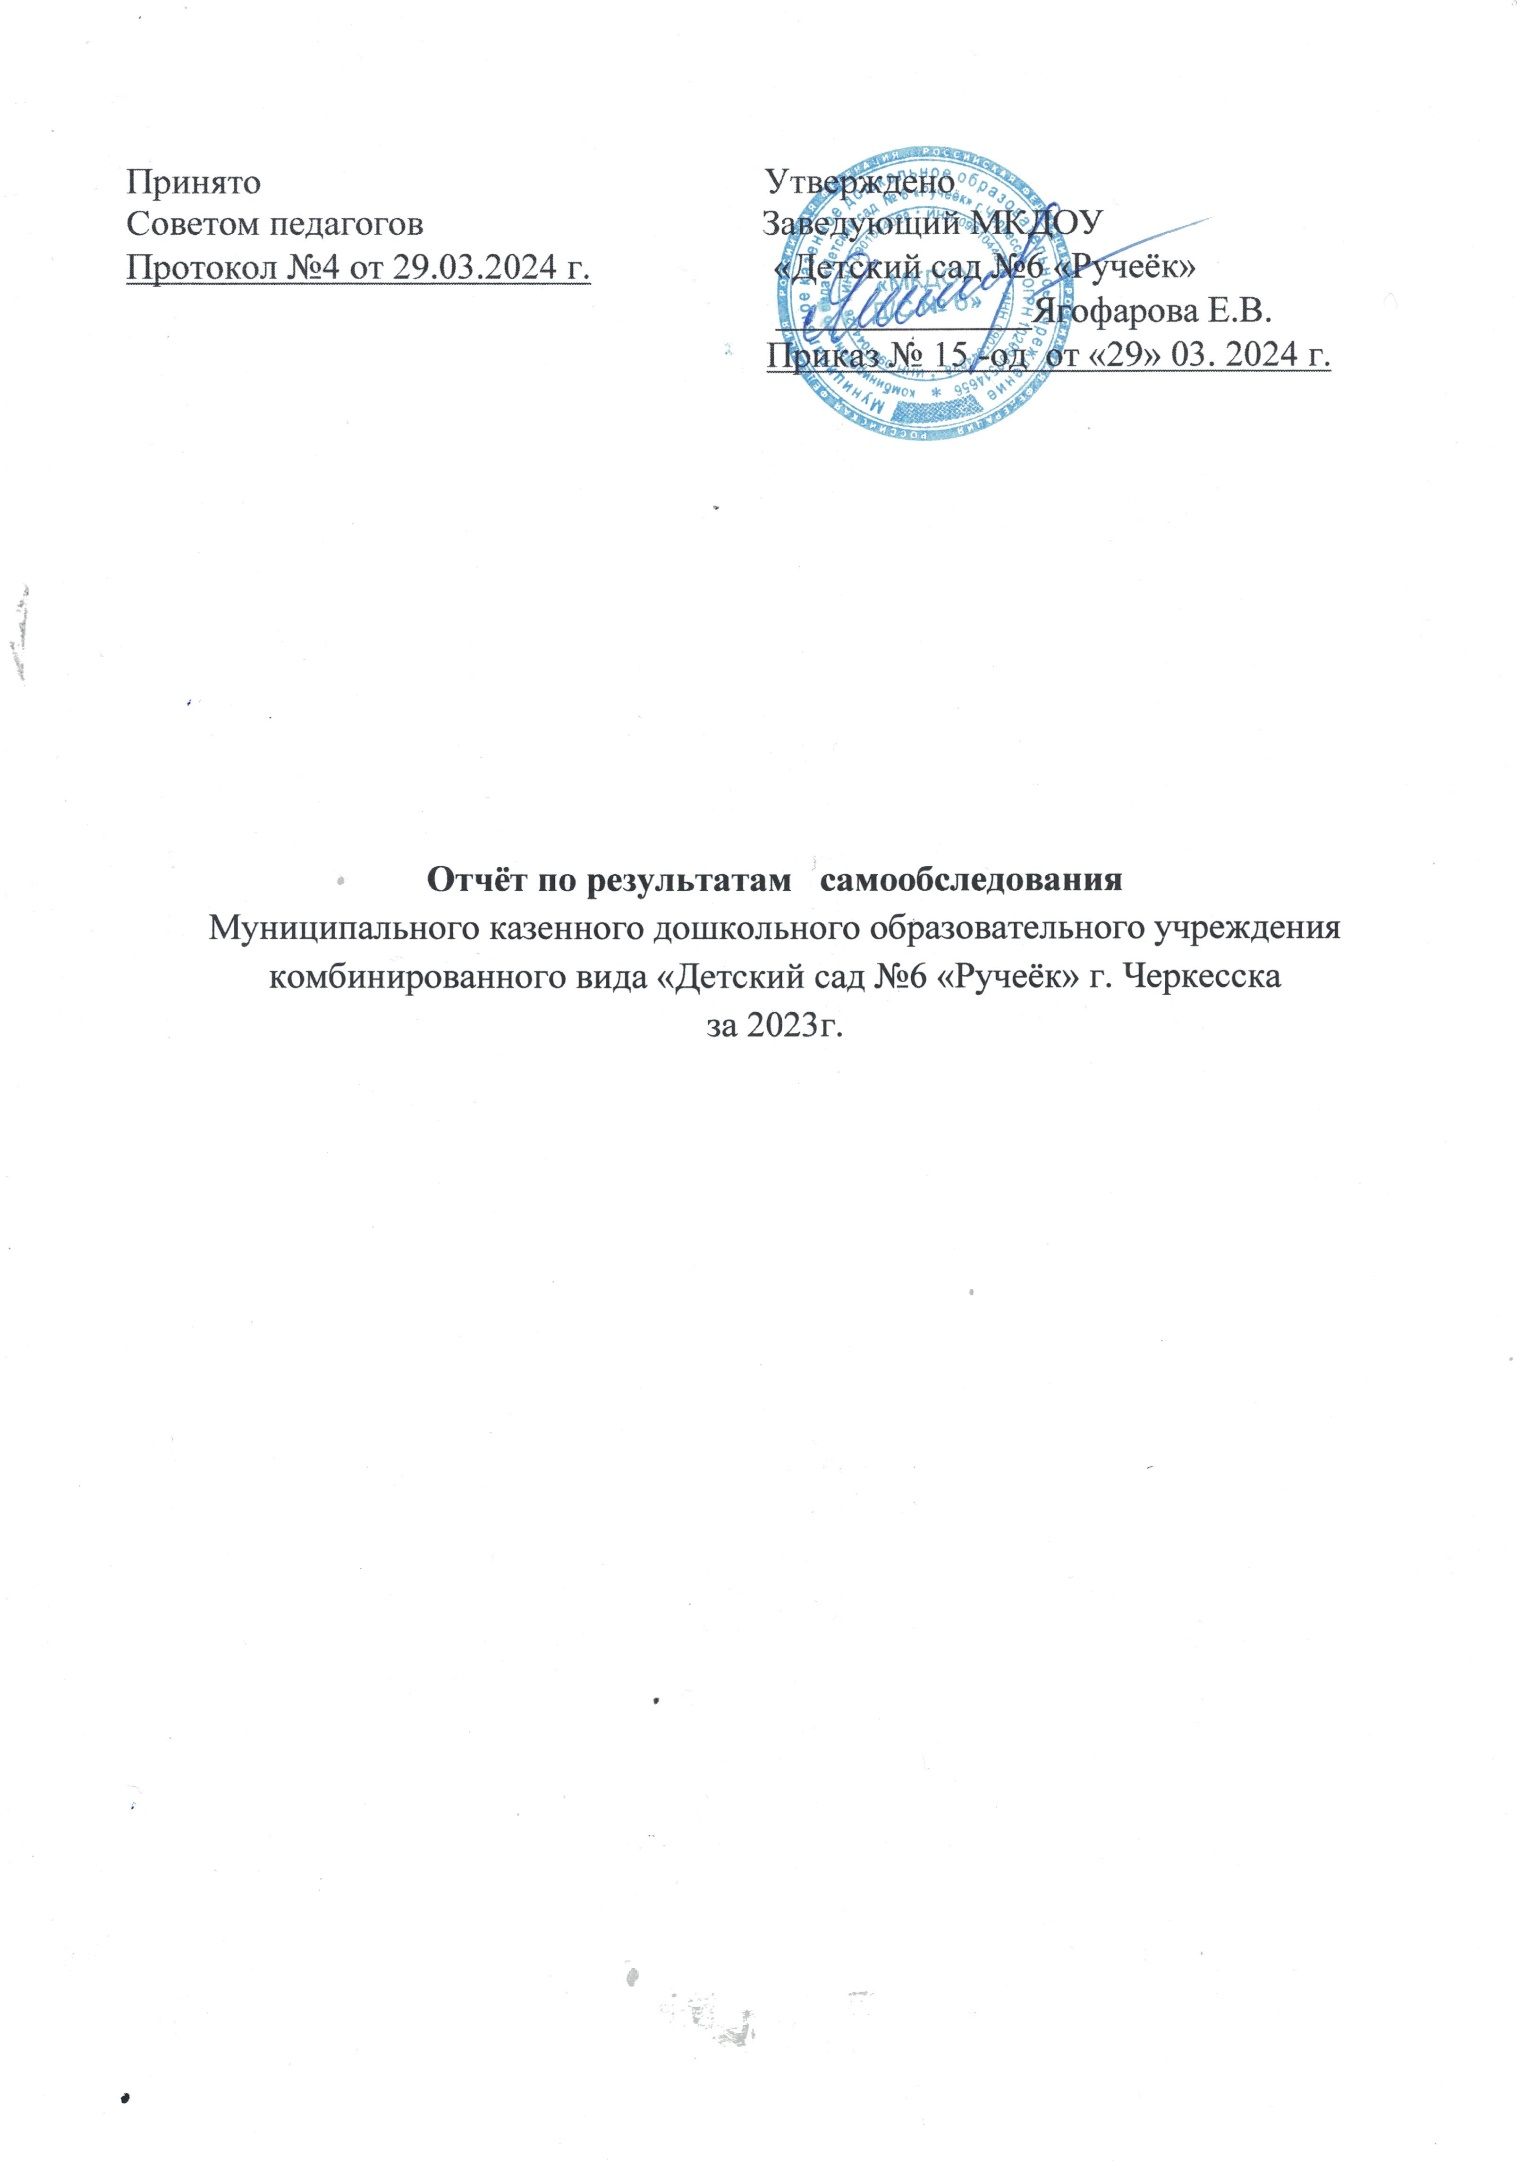 Принято
Советом педагогов
Протокол №4 от 29.03.2024 г.
Утверждено
Заведующий МКДОУ
«Детский сад №6 «Ручеёк»
Ягофарова Е.В.
Приказ № 15 -од от «29» 03. 2024 г.
Отчёт по результатам самообследования
Муниципального казенного дошкольного образовательного учреждения
комбинированного вида «Детский сад №6 «Ручеёк» г. Черкесска
за 2023г.